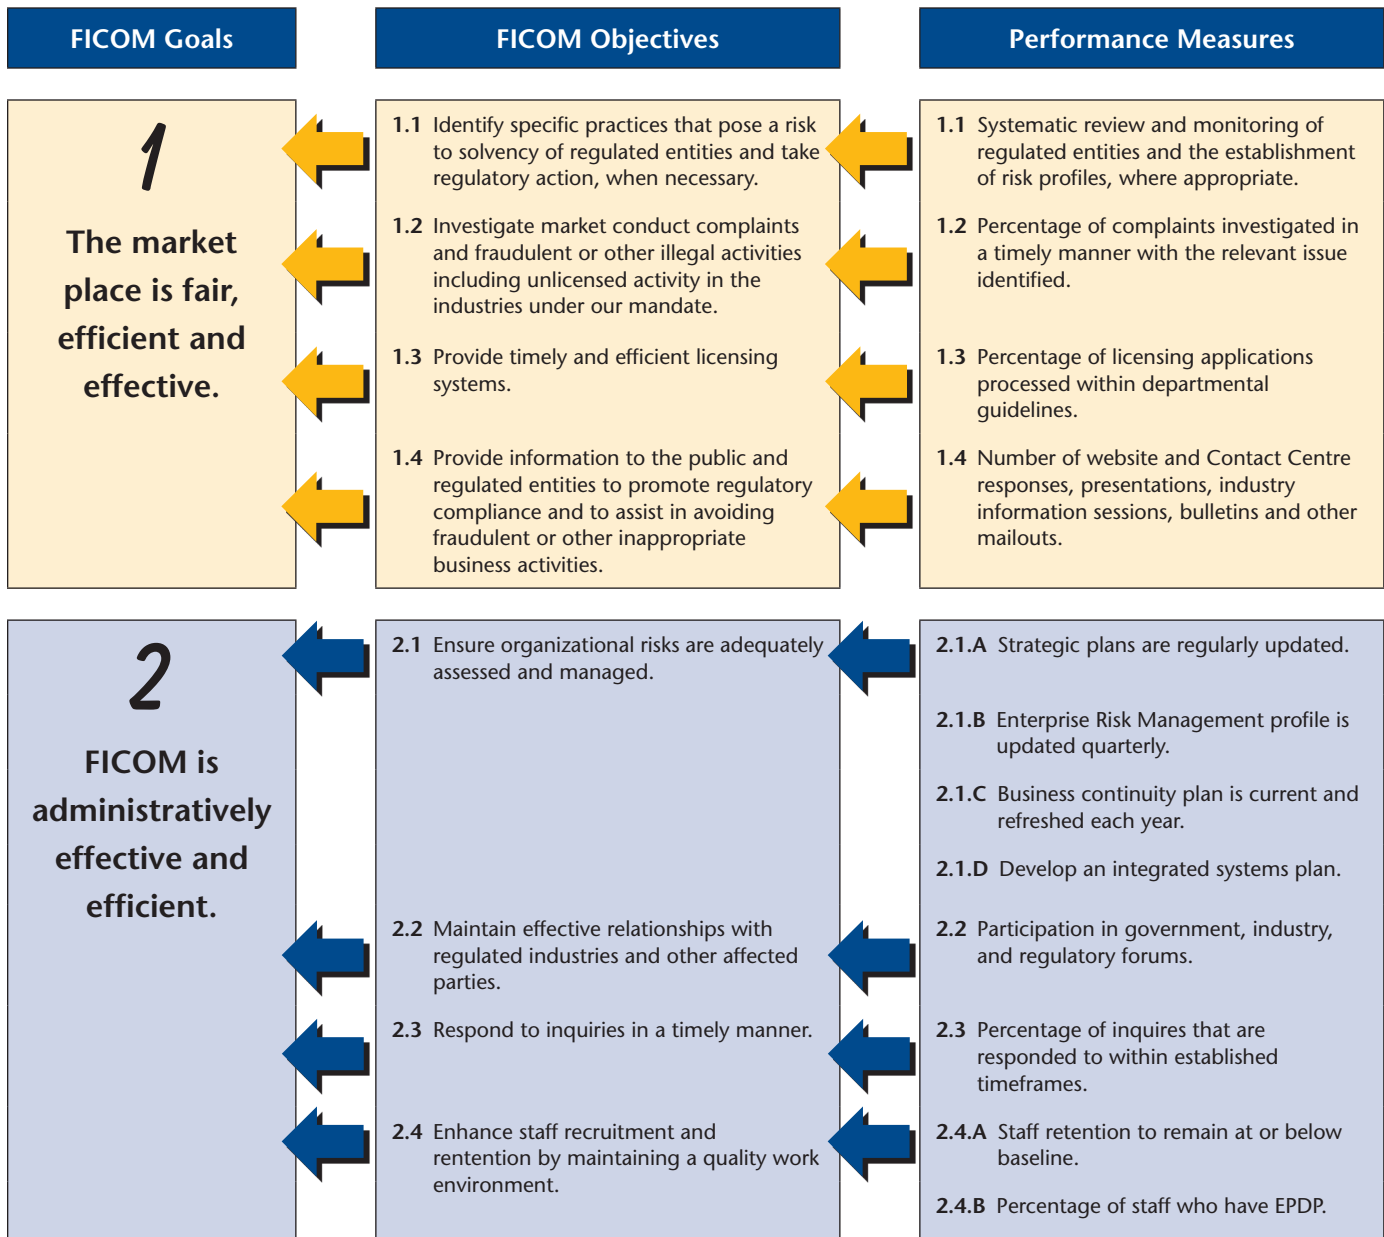 FICOM Goals
FICOM Objectives
Performance Measures
1
The market
place is fair,
efficient and
effective.
1.1 Identify specific practices that pose a risk
to solvency of regulated entities and take
regulatory action, when necessary.
1.2 Investigate market conduct complaints
and fraudulent or other illegal activities
including unlicensed activity in the
industries under our mandate.
1.3 Provide timely and efficient licensing
systems.
1.4 Provide information to the public and
regulated entities to promote regulatory
compliance and to assist in avoiding
fraudulent or other inappropriate
business activities.
1.1 Systematic review and monitoring of
regulated entities and the establishment
of risk profiles, where appropriate.
1.2 Percentage of complaints investigated in
a timely manner with the relevant issue
identified.
1.3 Percentage of licensing applications
processed within departmental
guidelines.
1.4 Number of website and Contact Centre
responses, presentations, industry
information sessions, bulletins and other
mailouts.
2
FICOM is
administratively
effective and
efficient.
2.1 Ensure organizational risks are adequately
assessed and managed.
2.2 Maintain effective relationships with
regulated industries and other affected
parties.
2.3 Respond to inquiries in a timely manner.
2.4 Enhance staff recruitment and
rentention by maintaining a quality work
environment.
2.1.A Strategic plans are regularly updated.
2.1.B Enterprise Risk Management profile is
updated quarterly.
2.1.C Business continuity plan is current and
refreshed each year.
2.1.D Develop an integrated systems plan.
2.2 Participation in government, industry,
and regulatory forums.
2.3 Percentage of inquires that are
responded to within established
timeframes.
2.4.A Staff retention to remain at or below
baseline.
2.4.B Percentage of staff who have EPDP.